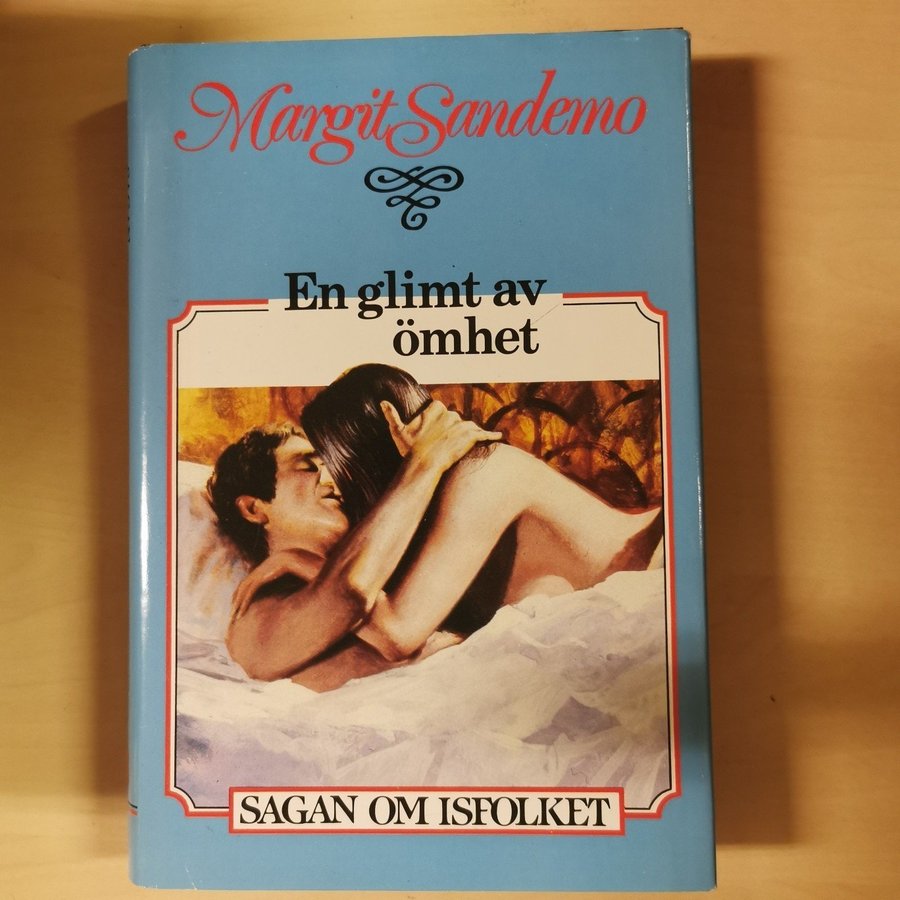 Margit Sandemo
En glimt av
ömhet
SAGAN OM ISFOLKET